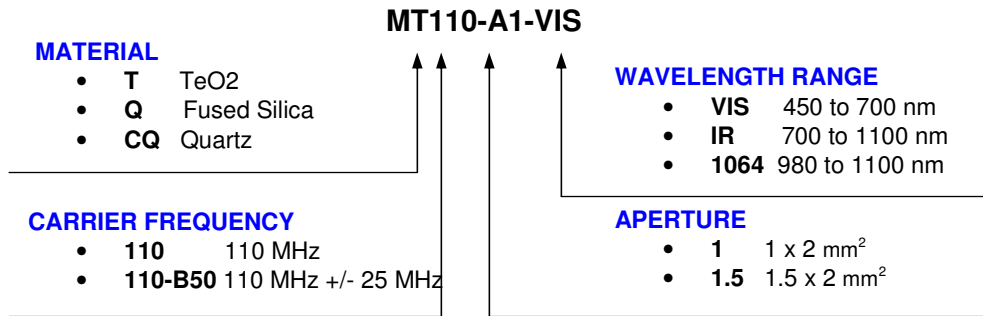 MT110-A1-VIS
MATERIAL
• T TeO2
• Q Fused Silica
• CQ Quartz
WAVELENGTH RANGE
• VIS 450 to 700 nm
• IR 700 to 1100 nm
• 1064 980 to 1100 nm
CARRIER FREQUENCY
• 110 110 MHz
• 110-B50 110 MHz +/- 25 MHz
APERTURE
• 1 1 x 2 mm²
• 1.5 1.5 x 2 mm²